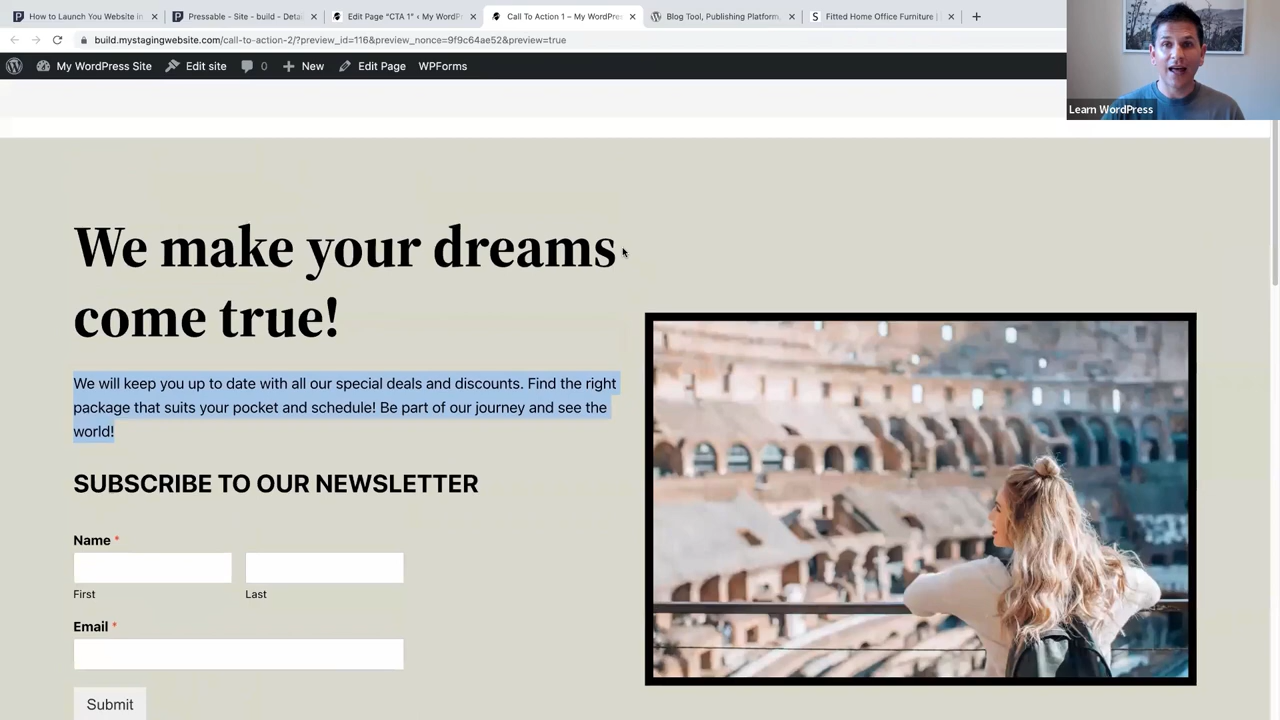 How to Launch You Website in
Pressable - Site - build - Deta
Edit Page "CTA 1" ‹ My WordPr
Call To Action 1 – My WordPres
Blog Tool, Publishing Platform,
Fitted Home Office Furniture |
build.mystagingwebsite.com/call-to-action-2/?preview_id=116&preview_nonce=9f9c64ae52&preview=true
My WordPress Site Edit site 0 New Edit Page WPForms
Learn WordPress
We make your dreams
come true!
We will keep you up to date with all our special deals and discounts. Find the right
package that suits your pocket and schedule! Be part of our journey and see the
world!
SUBSCRIBE TO OUR NEWSLETTER
Name *
First Last
Email *
Submit